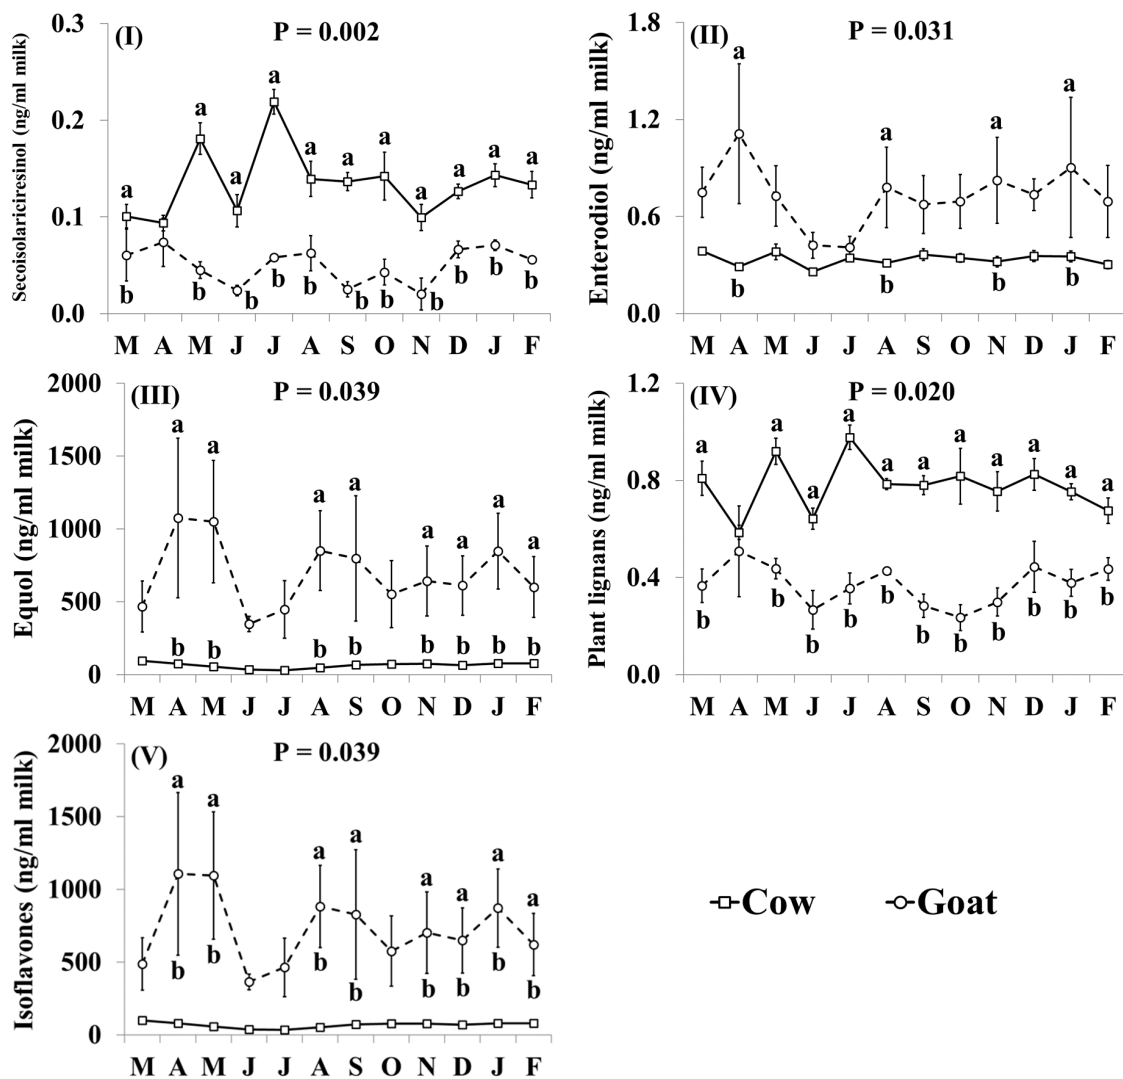 (I) P = 0.002
Secoisolariciresinol (ng/ml milk)
0.3
0.2
0.1
0.0
a a a a a a a a a a a
b b b b b b b b b b b
M A M J J A S O N D J F
(II) P = 0.031
Enterodiol (ng/ml milk)
1.8
1.2
0.6
0.0
a a a a
b b b b
M A M J J A S O N D J F
(III) P = 0.039
Equol (ng/ml milk)
2000
1500
1000
500
0
a a a a a a a a
b b b b b b b b
M A M J J A S O N D J F
(IV) P = 0.020
Plant lignans (ng/ml milk)
1.2
0.8
0.4
0.0
a a a a a a a a a a a
b b b b b b b b b b b
M A M J J A S O N D J F
(V) P = 0.039
Isoflavones (ng/ml milk)
2000
1500
1000
500
0
a a a a a a a a
b b b b b b b b
M A M J J A S O N D J F
Cow Goat